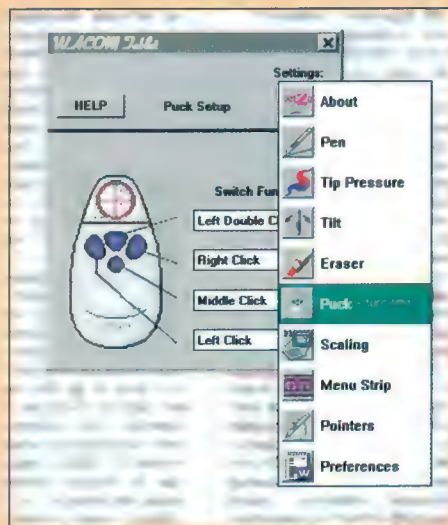 WACOM
Settings:
HELP
Puck Setup
About
Pen
Tip Pressure
Switch
Left Double
Tilt
Right Click
Eraser
Puck
Middle Click
Scaling
Left Click
Menu Strip
Pointers
Preferences